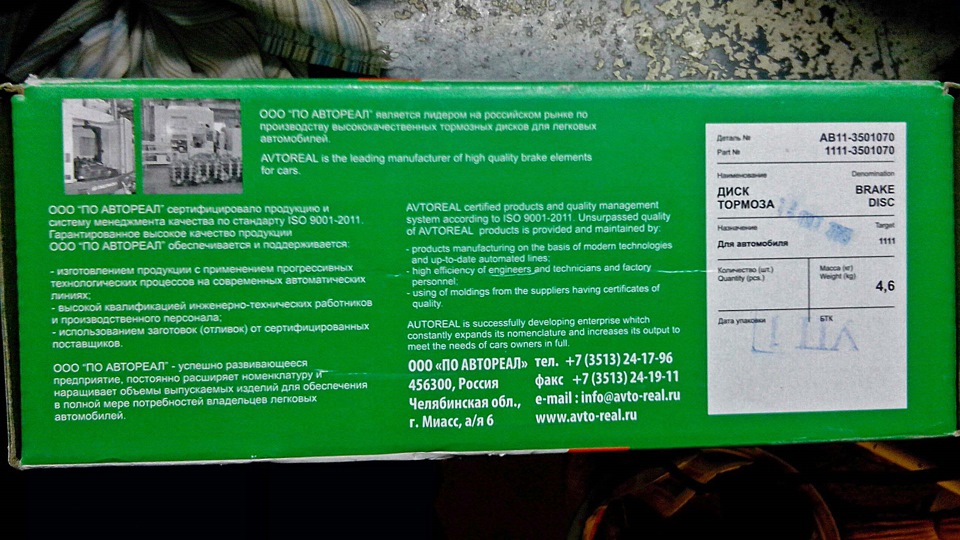 ООО "ПО АВТОРЕАЛ" является лидером на российском рынке по
производству высококачественных тормозных дисков для легковых
автомобилей.
AVTOREAL is the leading manufacturer of high quality brake elements
for cars.
ООО "ПО АВТОРЕАЛ" сертифицировало продукцию и
систему менеджмента качества по стандарту ISO 9001-2011.
Гарантированное высокое качество продукции
ООО "ПО АВТОРЕАЛ" обеспечивается и поддерживается:
- изготовлением продукции с применением прогрессивных
технологических процессов на современных автоматических
линиях;
- высокой квалификацией инженерно-технических работников
и производственного персонала;
- использованием заготовок (отливок) от сертифицированных
поставщиков.
ООО "ПО АВТОРЕАЛ" - успешно развивающееся
предприятие, постоянно расширяет номенклатуру и
наращивает объемы выпускаемых изделий для обеспечения
в полной мере потребностей владельцев легковых
автомобилей.
AVTOREAL certified products and quality management
system according to ISO 9001-2011. Unsurpassed quality
of AVTOREAL products is provided and maintained by:
- products manufacturing on the basis of modern technologies
and up-to-date automated lines;
- high efficiency of engineers and technicians and factory
personnel;
- using of moldings from the suppliers having certificates of
quality.
AUTOREAL is successfully developing enterprise whitch
constantly expands its nomenclature and increases its output to
meet the needs of cars owners in full.
ООО «ПО АВТОРЕАЛ»
456300, Россия
Челябинская обл.,
г. Миасс, а/я 6
тел. +7 (3513) 24-17-96
факс +7 (3513) 24-19-11
e-mail : info@avto-real.ru
www.avto-real.ru
Деталь № АВ11-3501070
Part № 1111-3501070
Наименование Denomination
ДИСК BRAKE
ТОРМОЗА DISC
Назначение Target
Для автомобиля 1111
Количество (шт.) Масса (кг)
Quantity (pcs.) Weight (kg)
4,6
Дата упаковки БТК